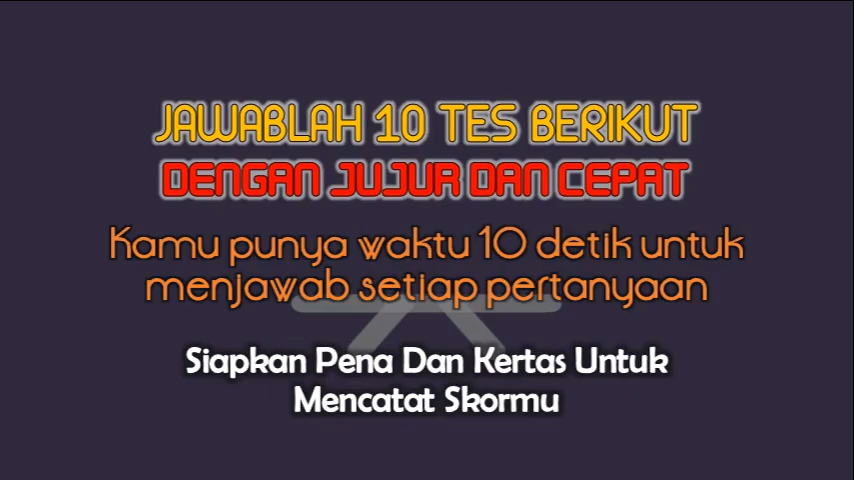 JAWABLAH 10 TES BERIKUT
DENGAN JUJUR DAN CEPAT
Kamu punya waktu 10 detik untuk
menjawab setiap pertanyaan
Siapkan Pena Dan Kertas Untuk
Mencatat Skormu